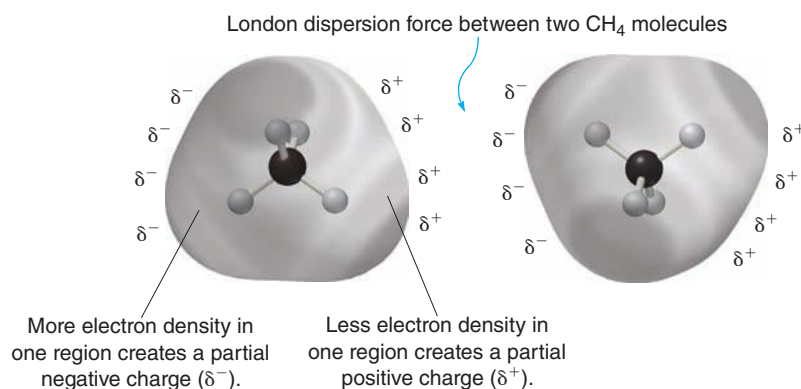 London dispersion force between two CH₄ molecules
δ⁻ δ⁺ δ⁻ δ⁺
δ⁻ δ⁺ δ⁻ δ⁺
δ⁻ δ⁺ δ⁻ δ⁺
δ⁻ δ⁺ δ⁻ δ⁺
More electron density in
one region creates a partial
negative charge (δ⁻).
Less electron density in
one region creates a partial
positive charge (δ⁺).